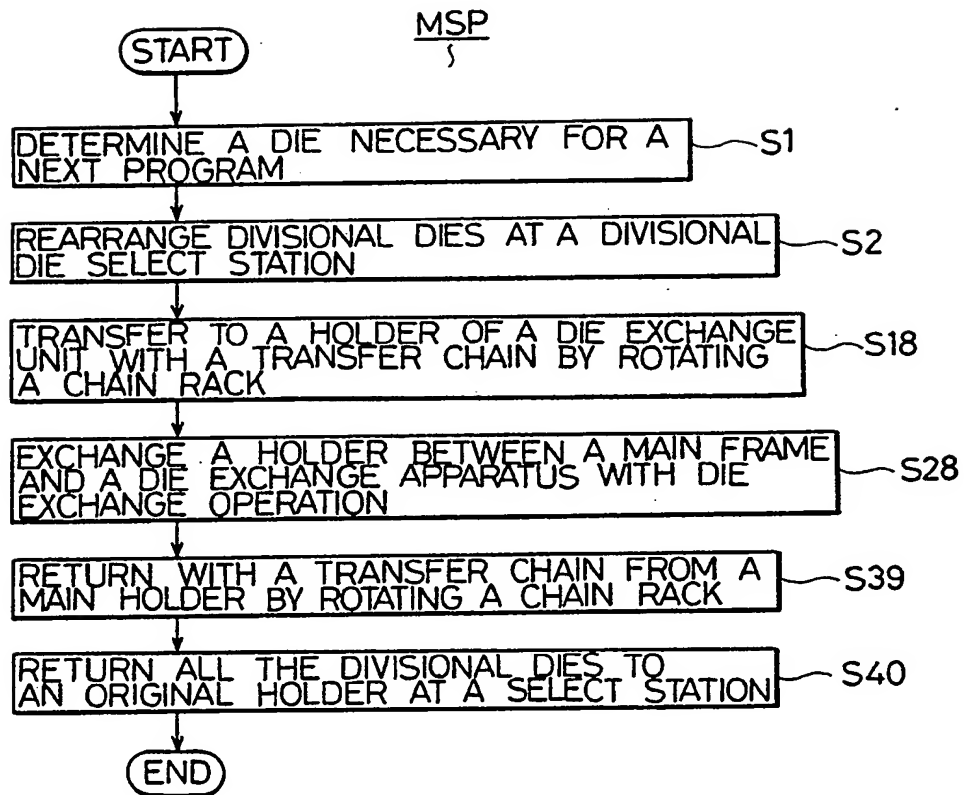 MSP
START
DETERMINE A DIE NECESSARY FOR A
NEXT PROGRAM
S1
REARRANGE DIVISIONAL DIES AT A DIVISIONAL
DIE SELECT STATION
S2
TRANSFER TO A HOLDER OF A DIE EXCHANGE
UNIT WITH A TRANSFER CHAIN BY ROTATING
A CHAIN RACK
S18
EXCHANGE A HOLDER BETWEEN A MAIN FRAME
AND A DIE EXCHANGE APPARATUS WITH DIE
EXCHANGE OPERATION
S28
RETURN WITH A TRANSFER CHAIN FROM A
MAIN HOLDER BY ROTATING A CHAIN RACK
S39
RETURN ALL THE DIVISIONAL DIES TO
AN ORIGINAL HOLDER AT A SELECT STATION
S40
END